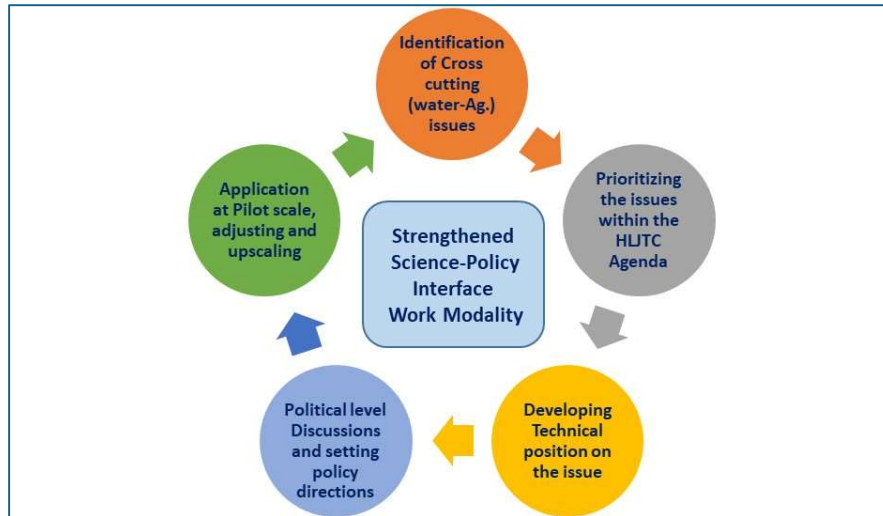 Identification
of Cross
cutting
(water-Ag.)
issues
Prioritizing
the issues
within the
HLJTC
Agenda
Developing
Technical
position on
the issue
Political level
Discussions
and setting
policy
directions
Application
at Pilot scale,
adjusting and
upscaling
Strengthened
Science-Policy
Interface
Work Modality